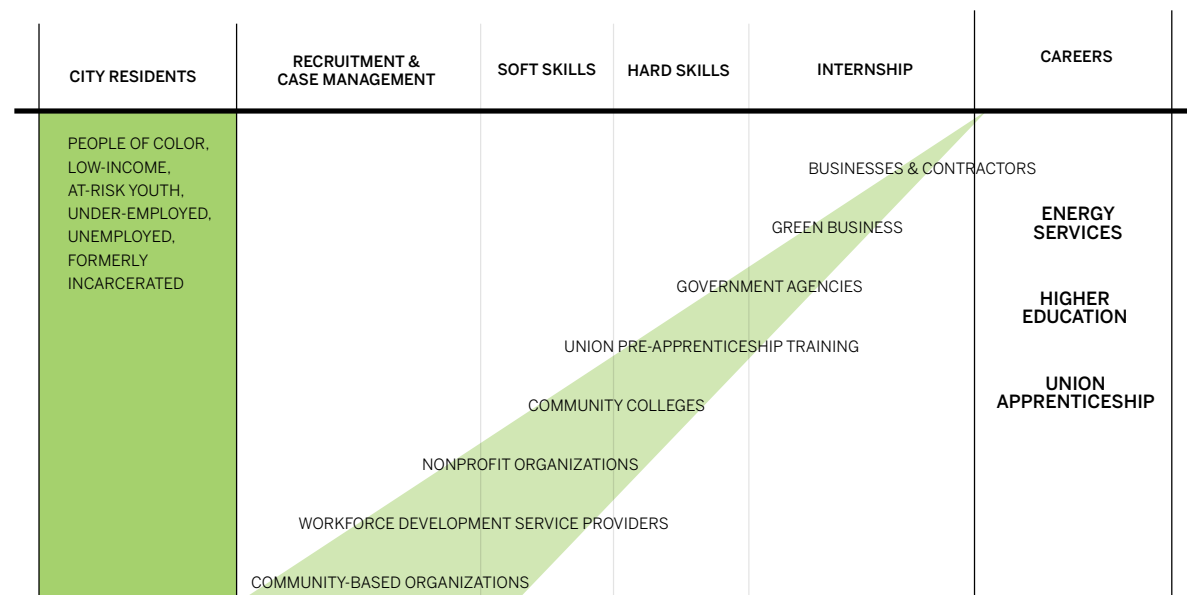 CITY RESIDENTS
RECRUITMENT &
CASE MANAGEMENT
SOFT SKILLS
HARD SKILLS
INTERNSHIP
CAREERS
PEOPLE OF COLOR,
LOW-INCOME,
AT-RISK YOUTH,
UNDER-EMPLOYED,
UNEMPLOYED,
FORMERLY
INCARCERATED
BUSINESSES & CONTRACTORS
GREEN BUSINESS
GOVERNMENT AGENCIES
UNION PRE-APPRENTICESHIP TRAINING
COMMUNITY COLLEGES
NONPROFIT ORGANIZATIONS
WORKFORCE DEVELOPMENT SERVICE PROVIDERS
COMMUNITY-BASED ORGANIZATIONS
ENERGY
SERVICES
HIGHER
EDUCATION
UNION
APPRENTICESHIP